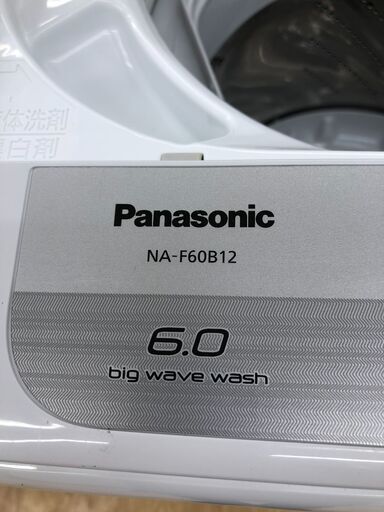 体洗剤
白剤
Panasonic
NA-F60B12
6.0
big wave wash